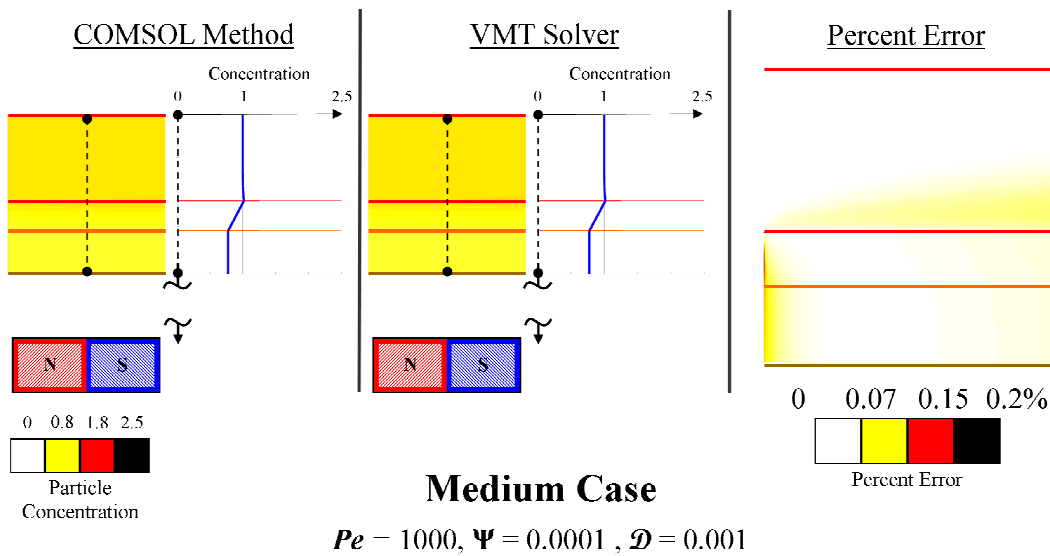 COMSOL Method
VMT Solver
Percent Error
Concentration
0 1 2.5
Concentration
0 1 2.5
N S
N S
0 0.8 1.8 2.5
Particle
Concentration
0 0.07 0.15 0.2%
Percent Error
Medium Case
Pe = 1000, Ψ = 0.0001 , 𝓓 = 0.001